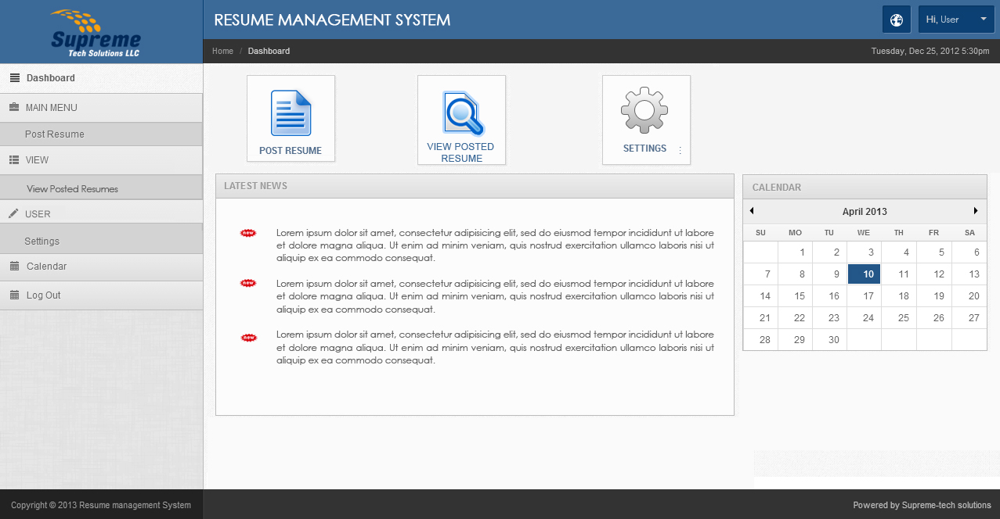 Supreme
Tech Solutions LLC
RESUME MANAGEMENT SYSTEM
Hi, User
Home / Dashboard
Tuesday, Dec 25, 2012 5:30pm
Dashboard
MAIN MENU
Post Resume
VIEW
View Posted Resumes
USER
Settings
Calendar
Log Out
POST RESUME
VIEW POSTED
RESUME
SETTINGS :
LATEST NEWS
new
Lorem ipsum dolor sit amet, consectetur adipisicing elit, sed do eiusmod tempor incididunt ut labore
et dolore magna aliqua. Ut enim ad minim veniam, quis nostrud exercitation ullamco laboris nisi ut
aliquip ex ea commodo consequat.
new
Lorem ipsum dolor sit amet, consectetur adipisicing elit, sed do eiusmod tempor incididunt ut labore
et dolore magna aliqua. Ut enim ad minim veniam, quis nostrud exercitation ullamco laboris nisi ut
aliquip ex ea commodo consequat.
new
Lorem ipsum dolor sit amet, consectetur adipisicing elit, sed do eiusmod tempor incididunt ut labore
et dolore magna aliqua. Ut enim ad minim veniam, quis nostrud exercitation ullamco laboris nisi ut
aliquip ex ea commodo consequat.
CALENDAR
April 2013
SU MO TU WE TH FR SA
1 2 3 4 5 6
7 8 9 10 11 12 13
14 15 16 17 18 19 20
21 22 23 24 25 26 27
28 29 30
Copyright © 2013 Resume management System
Powered by Supreme-tech solutions